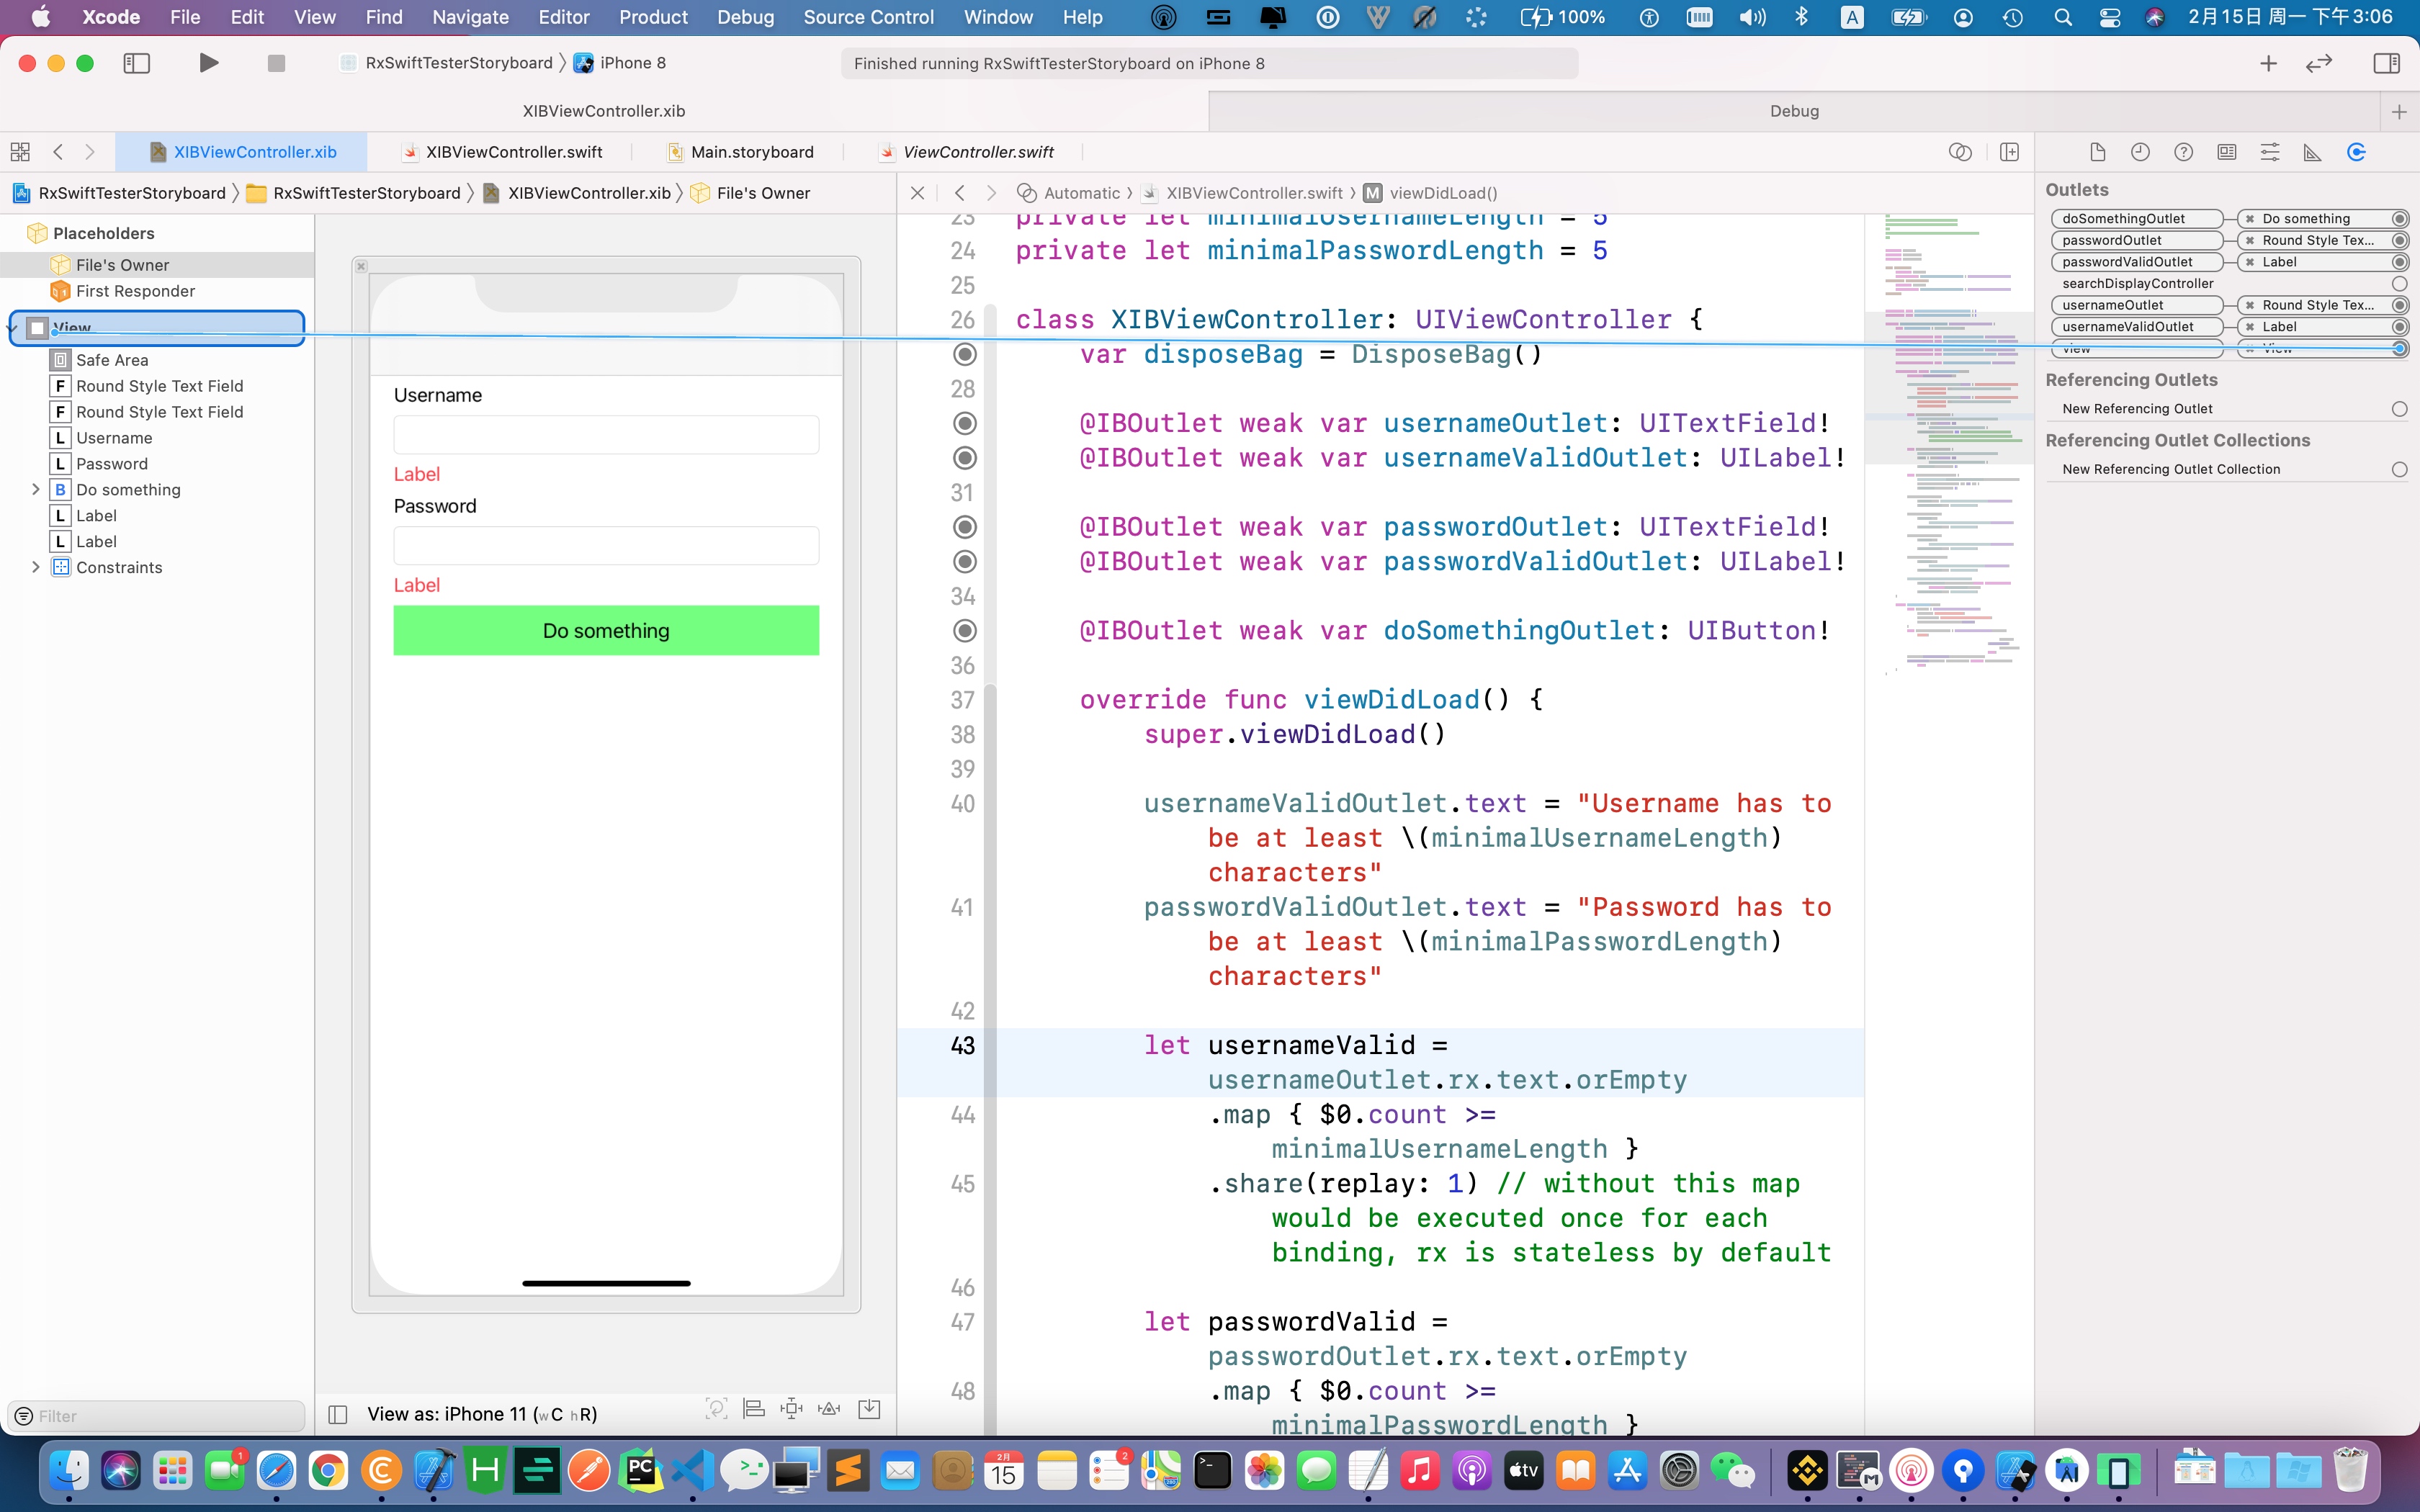 Xcode File Edit View Find Navigate Editor Product Debug Source Control Window Help 100% A 2月15日 周一 下午3:06
RxSwiftTesterStoryboard iPhone 8
Finished running RxSwiftTesterStoryboard on iPhone 8
XIBViewController.xib
Debug
XIBViewController.xib XIBViewController.swift Main.storyboard ViewController.swift
RxSwiftTesterStoryboard RxSwiftTesterStoryboard XIBViewController.xib File's Owner
Automatic XIBViewController.swift M viewDidLoad()
Placeholders
File's Owner
First Responder
View
Safe Area
F Round Style Text Field
F Round Style Text Field
L Username
L Password
B Do something
L Label
L Label
Constraints
Filter
Username
Label
Password
Label
Do something
View as: iPhone 11 (wC hR)
23 private let minimalUsernameLength = 5
24 private let minimalPasswordLength = 5
25
26 class XIBViewController: UIViewController {
var disposeBag = DisposeBag()
28
@IBOutlet weak var usernameOutlet: UITextField!
@IBOutlet weak var usernameValidOutlet: UILabel!
31
@IBOutlet weak var passwordOutlet: UITextField!
@IBOutlet weak var passwordValidOutlet: UILabel!
34
@IBOutlet weak var doSomethingOutlet: UIButton!
36
37 override func viewDidLoad() {
38 super.viewDidLoad()
39
40 usernameValidOutlet.text = "Username has to
be at least \(minimalUsernameLength)
characters"
41 passwordValidOutlet.text = "Password has to
be at least \(minimalPasswordLength)
characters"
42
43 let usernameValid =
usernameOutlet.rx.text.orEmpty
44 .map { $0.count >=
minimalUsernameLength }
45 .share(replay: 1) // without this map
would be executed once for each
binding, rx is stateless by default
46
47 let passwordValid =
passwordOutlet.rx.text.orEmpty
48 .map { $0.count >=
minimalPasswordLength }
Outlets
doSomethingOutlet Do something
passwordOutlet Round Style Tex...
passwordValidOutlet Label
searchDisplayController
usernameOutlet Round Style Tex...
usernameValidOutlet Label
view View
Referencing Outlets
New Referencing Outlet
Referencing Outlet Collections
New Referencing Outlet Collection
1
H
PC
2月
15
2
tv
M